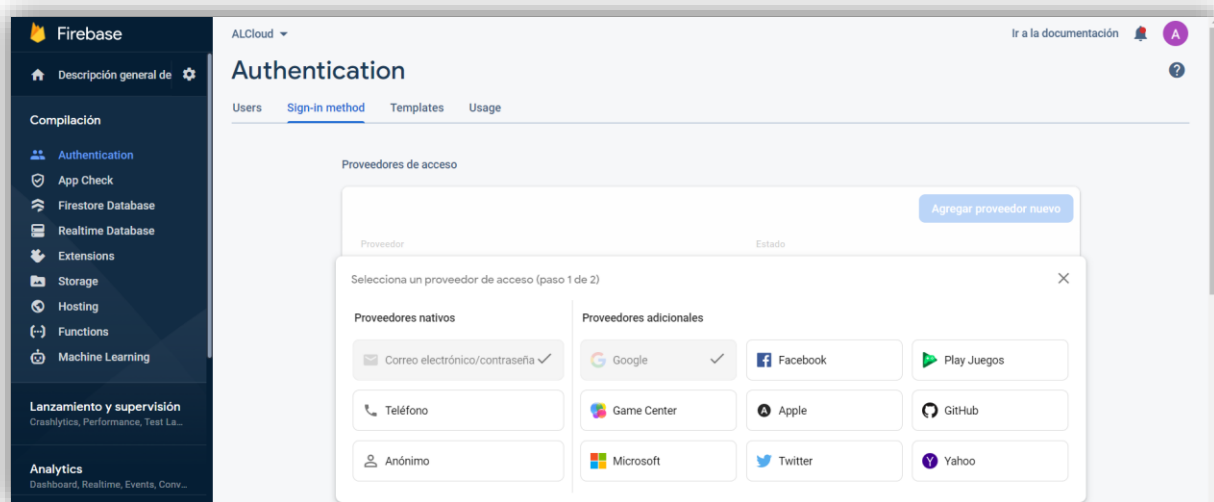 Firebase
Descripción general de
Compilación
Authentication
App Check
Firestore Database
Realtime Database
Extensions
Storage
Hosting
Functions
Machine Learning
Lanzamiento y supervisión
Crashlytics, Performance, Test La...
Analytics
Dashboard, Realtime, Events, Conv...
ALCloud
Ir a la documentación
A
Authentication
?
Users Sign-in method Templates Usage
Proveedores de acceso
Agregar proveedor nuevo
Proveedor Estado
Selecciona un proveedor de acceso (paso 1 de 2)
Proveedores nativos Proveedores adicionales
Correo electrónico/contraseña Google Facebook Play Juegos
Teléfono Game Center Apple GitHub
Anónimo Microsoft Twitter Yahoo